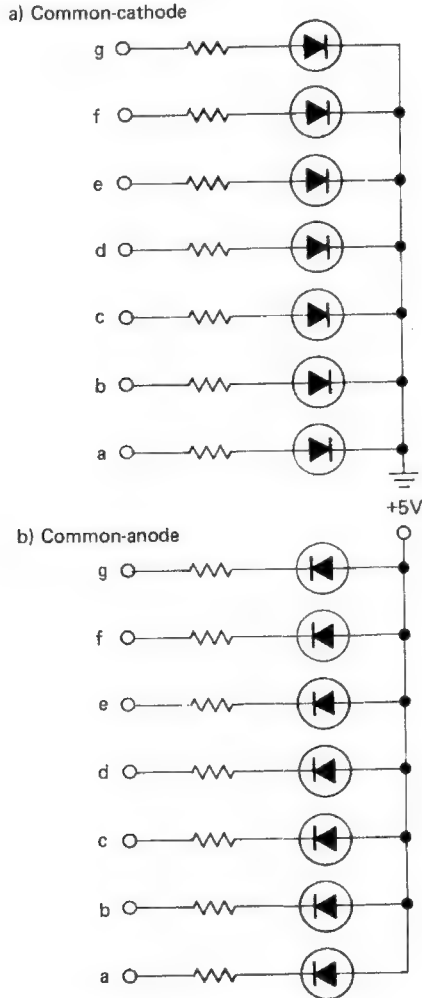 a) Common-cathode
g
f
e
d
c
b
a
+5V
b) Common-anode
g
f
e
d
c
b
a